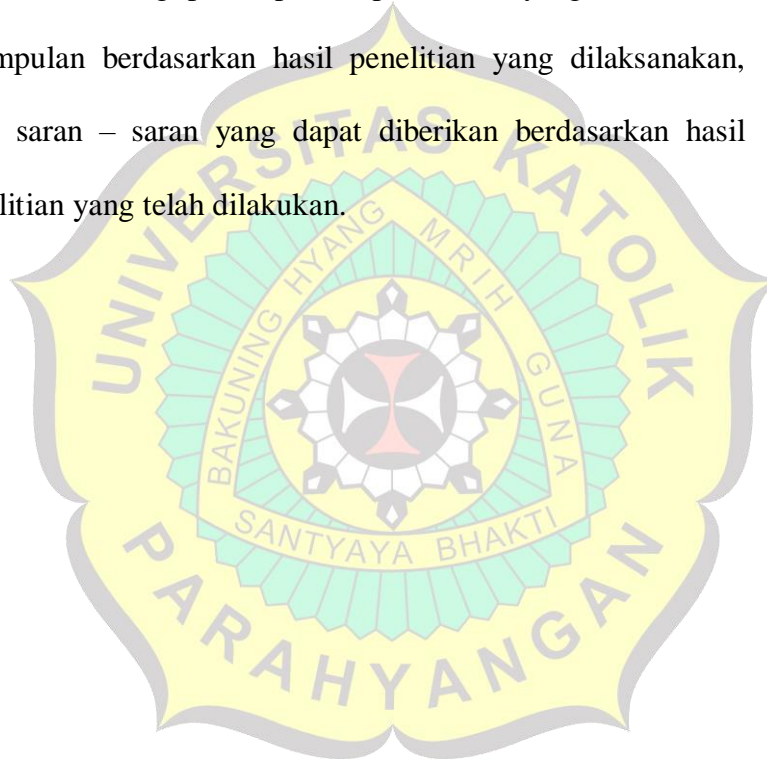 mpulan berdasarkan hasil penelitian yang dilaksanakan,
saran – saran yang dapat diberikan berdasarkan hasil
litian yang telah dilakukan.
UNIVERSITAS KATOLIK
BAKUNING HYANG MRIH GUNA
SANTYAYA BHAKTI
PARAHYANGAN